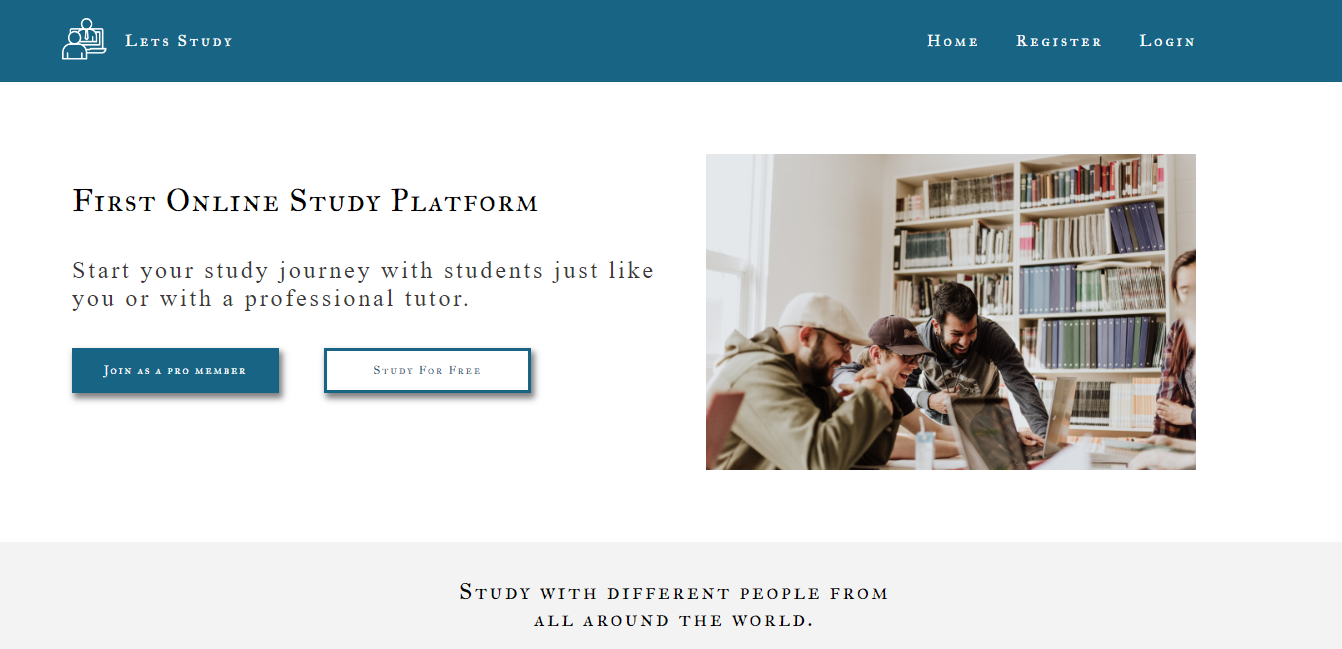 Lets Study
Home
Register
Login
First Online Study Platform
Start your study journey with students just like
you or with a professional tutor.
Join as a pro member
Study For Free
Study with different people from
all around the world.